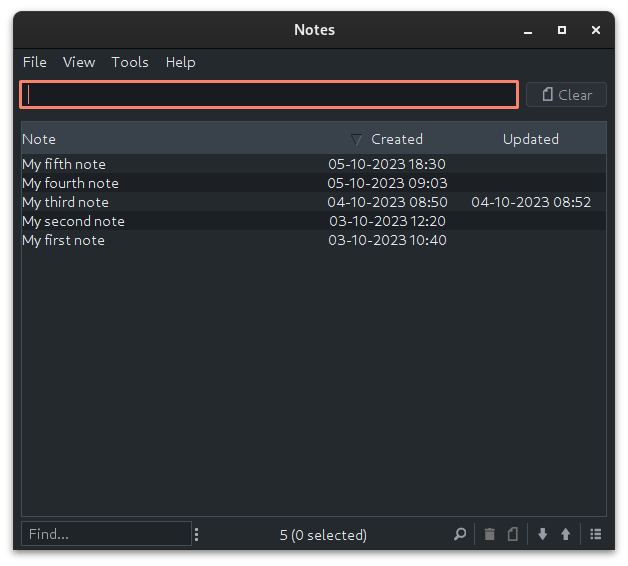 Notes
File View Tools Help
Clear
Note Created Updated
My fifth note 05-10-2023 18:30
My fourth note 05-10-2023 09:03
My third note 04-10-2023 08:50 04-10-2023 08:52
My second note 03-10-2023 12:20
My first note 03-10-2023 10:40
Find... 5 (0 selected)